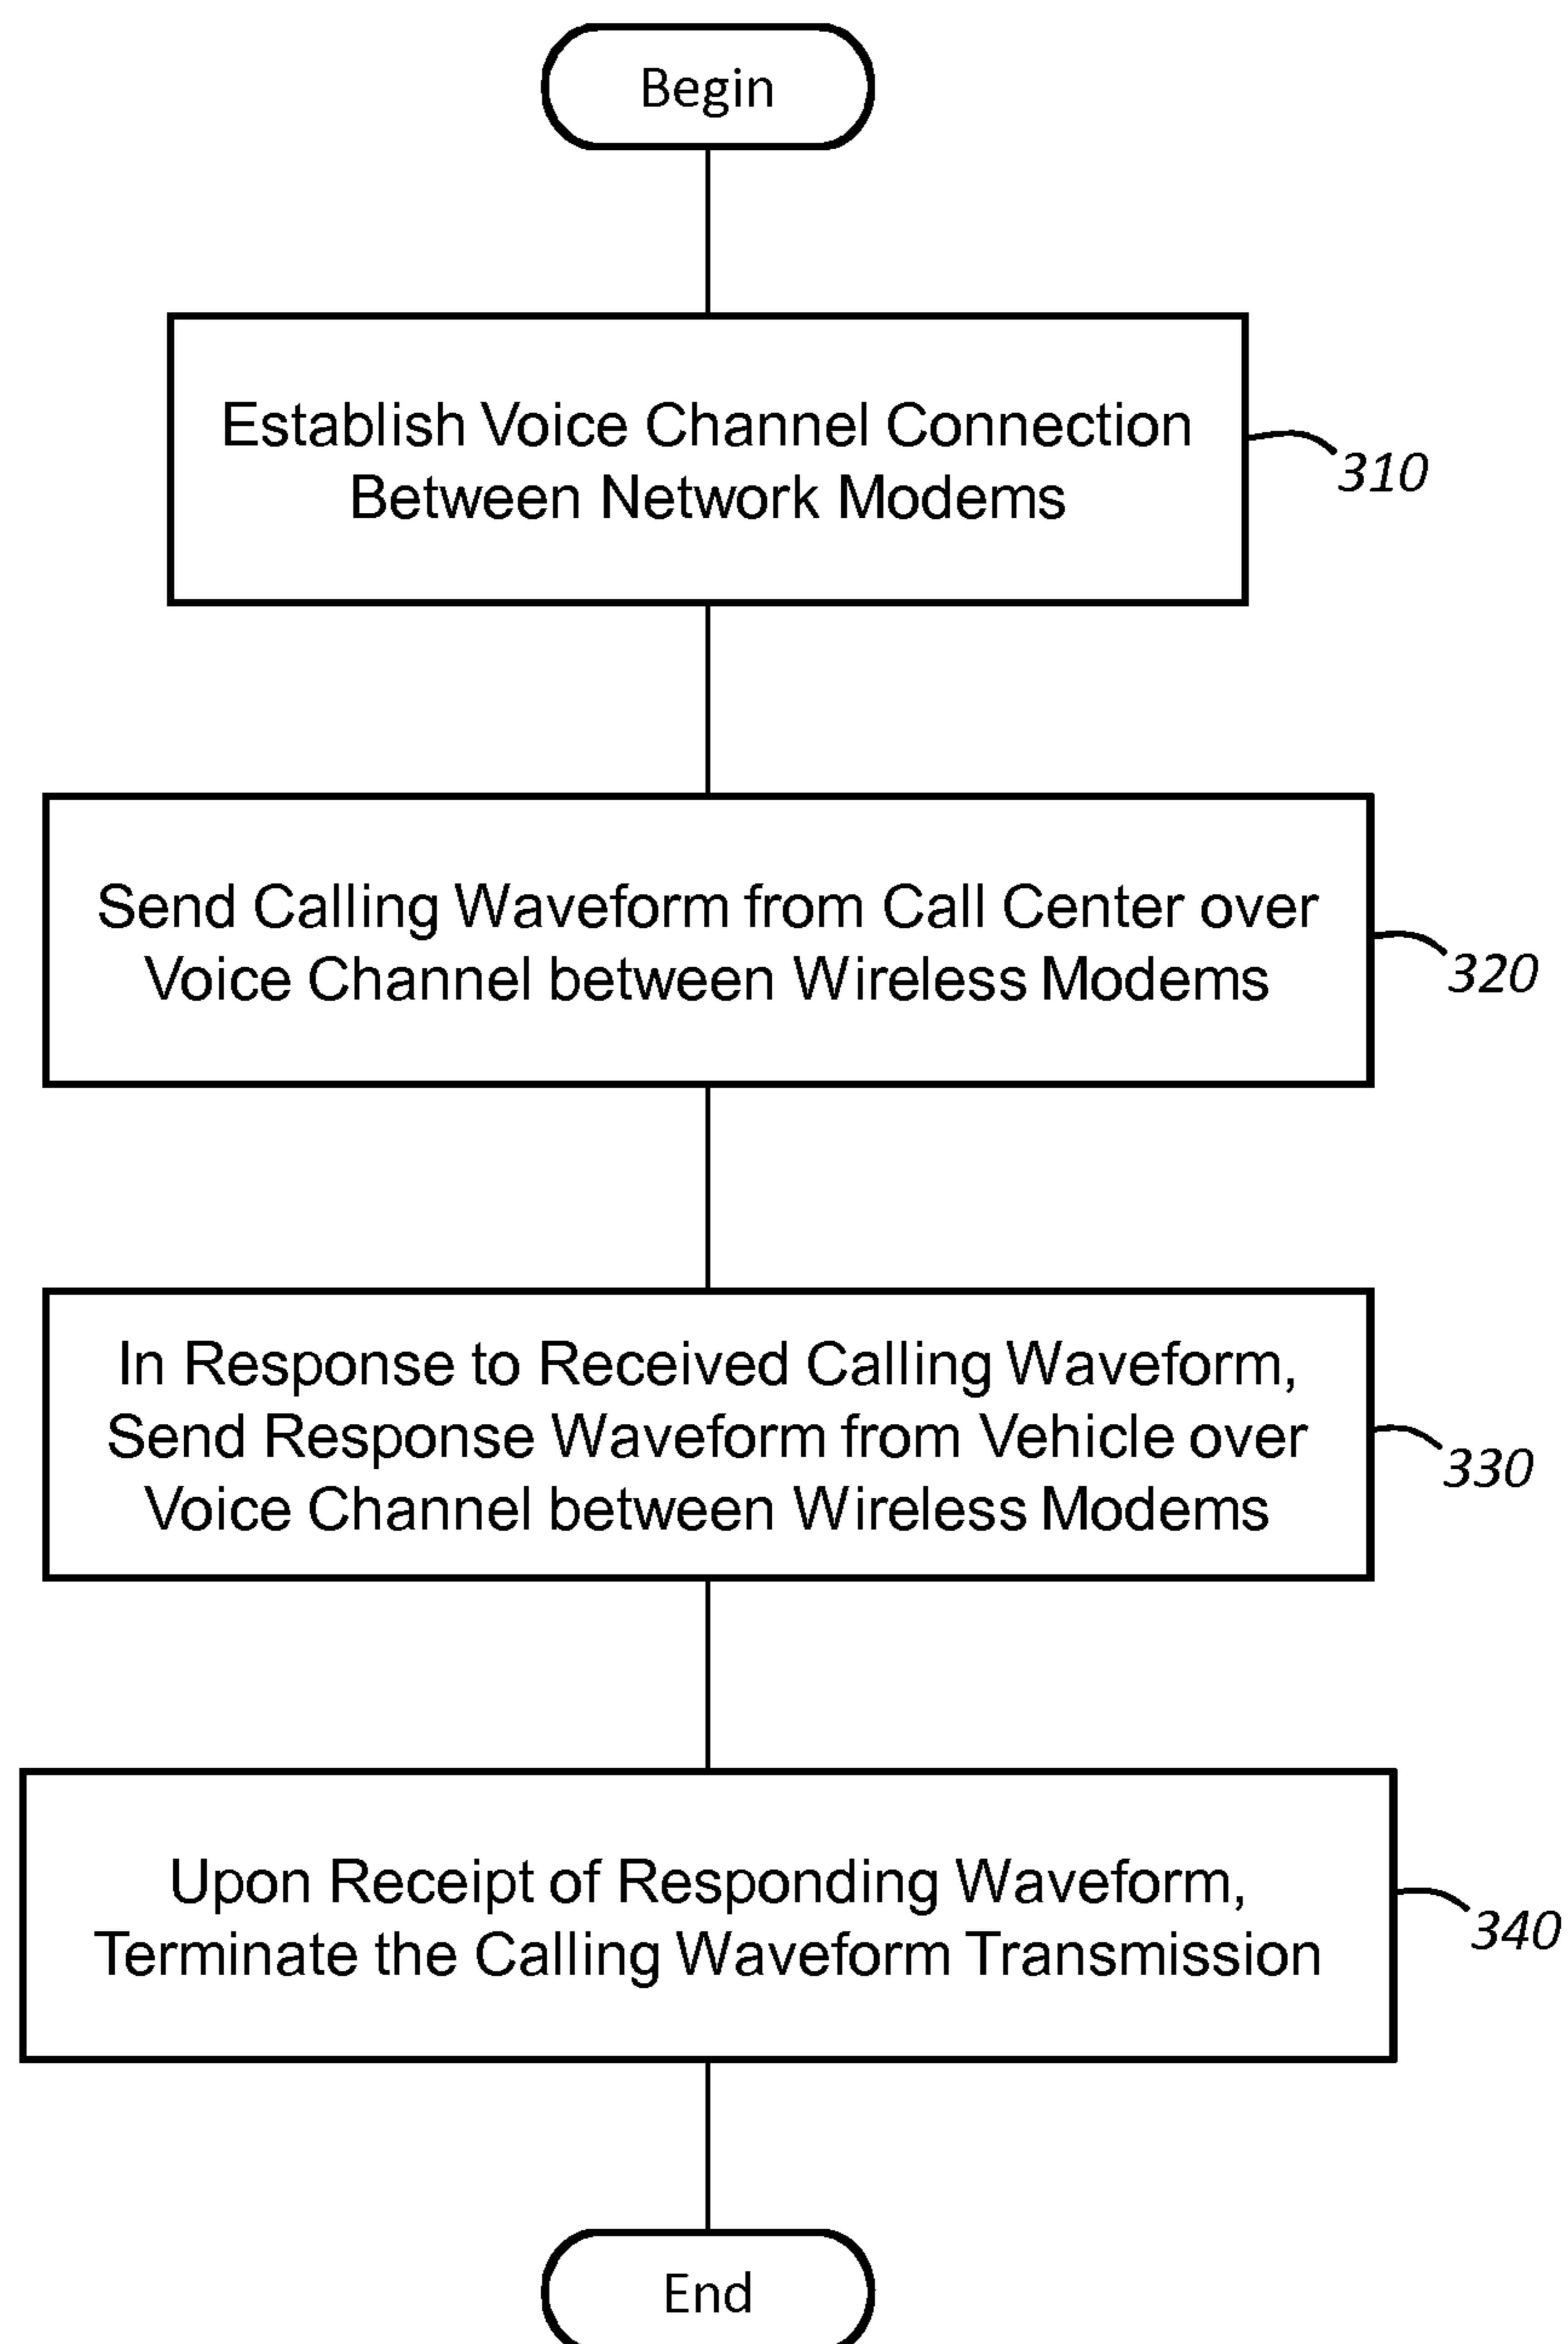 Begin
Establish Voice Channel Connection
Between Network Modems
310
Send Calling Waveform from Call Center over
Voice Channel between Wireless Modems
320
In Response to Received Calling Waveform,
Send Response Waveform from Vehicle over
Voice Channel between Wireless Modems
330
Upon Receipt of Responding Waveform,
Terminate the Calling Waveform Transmission
340
End